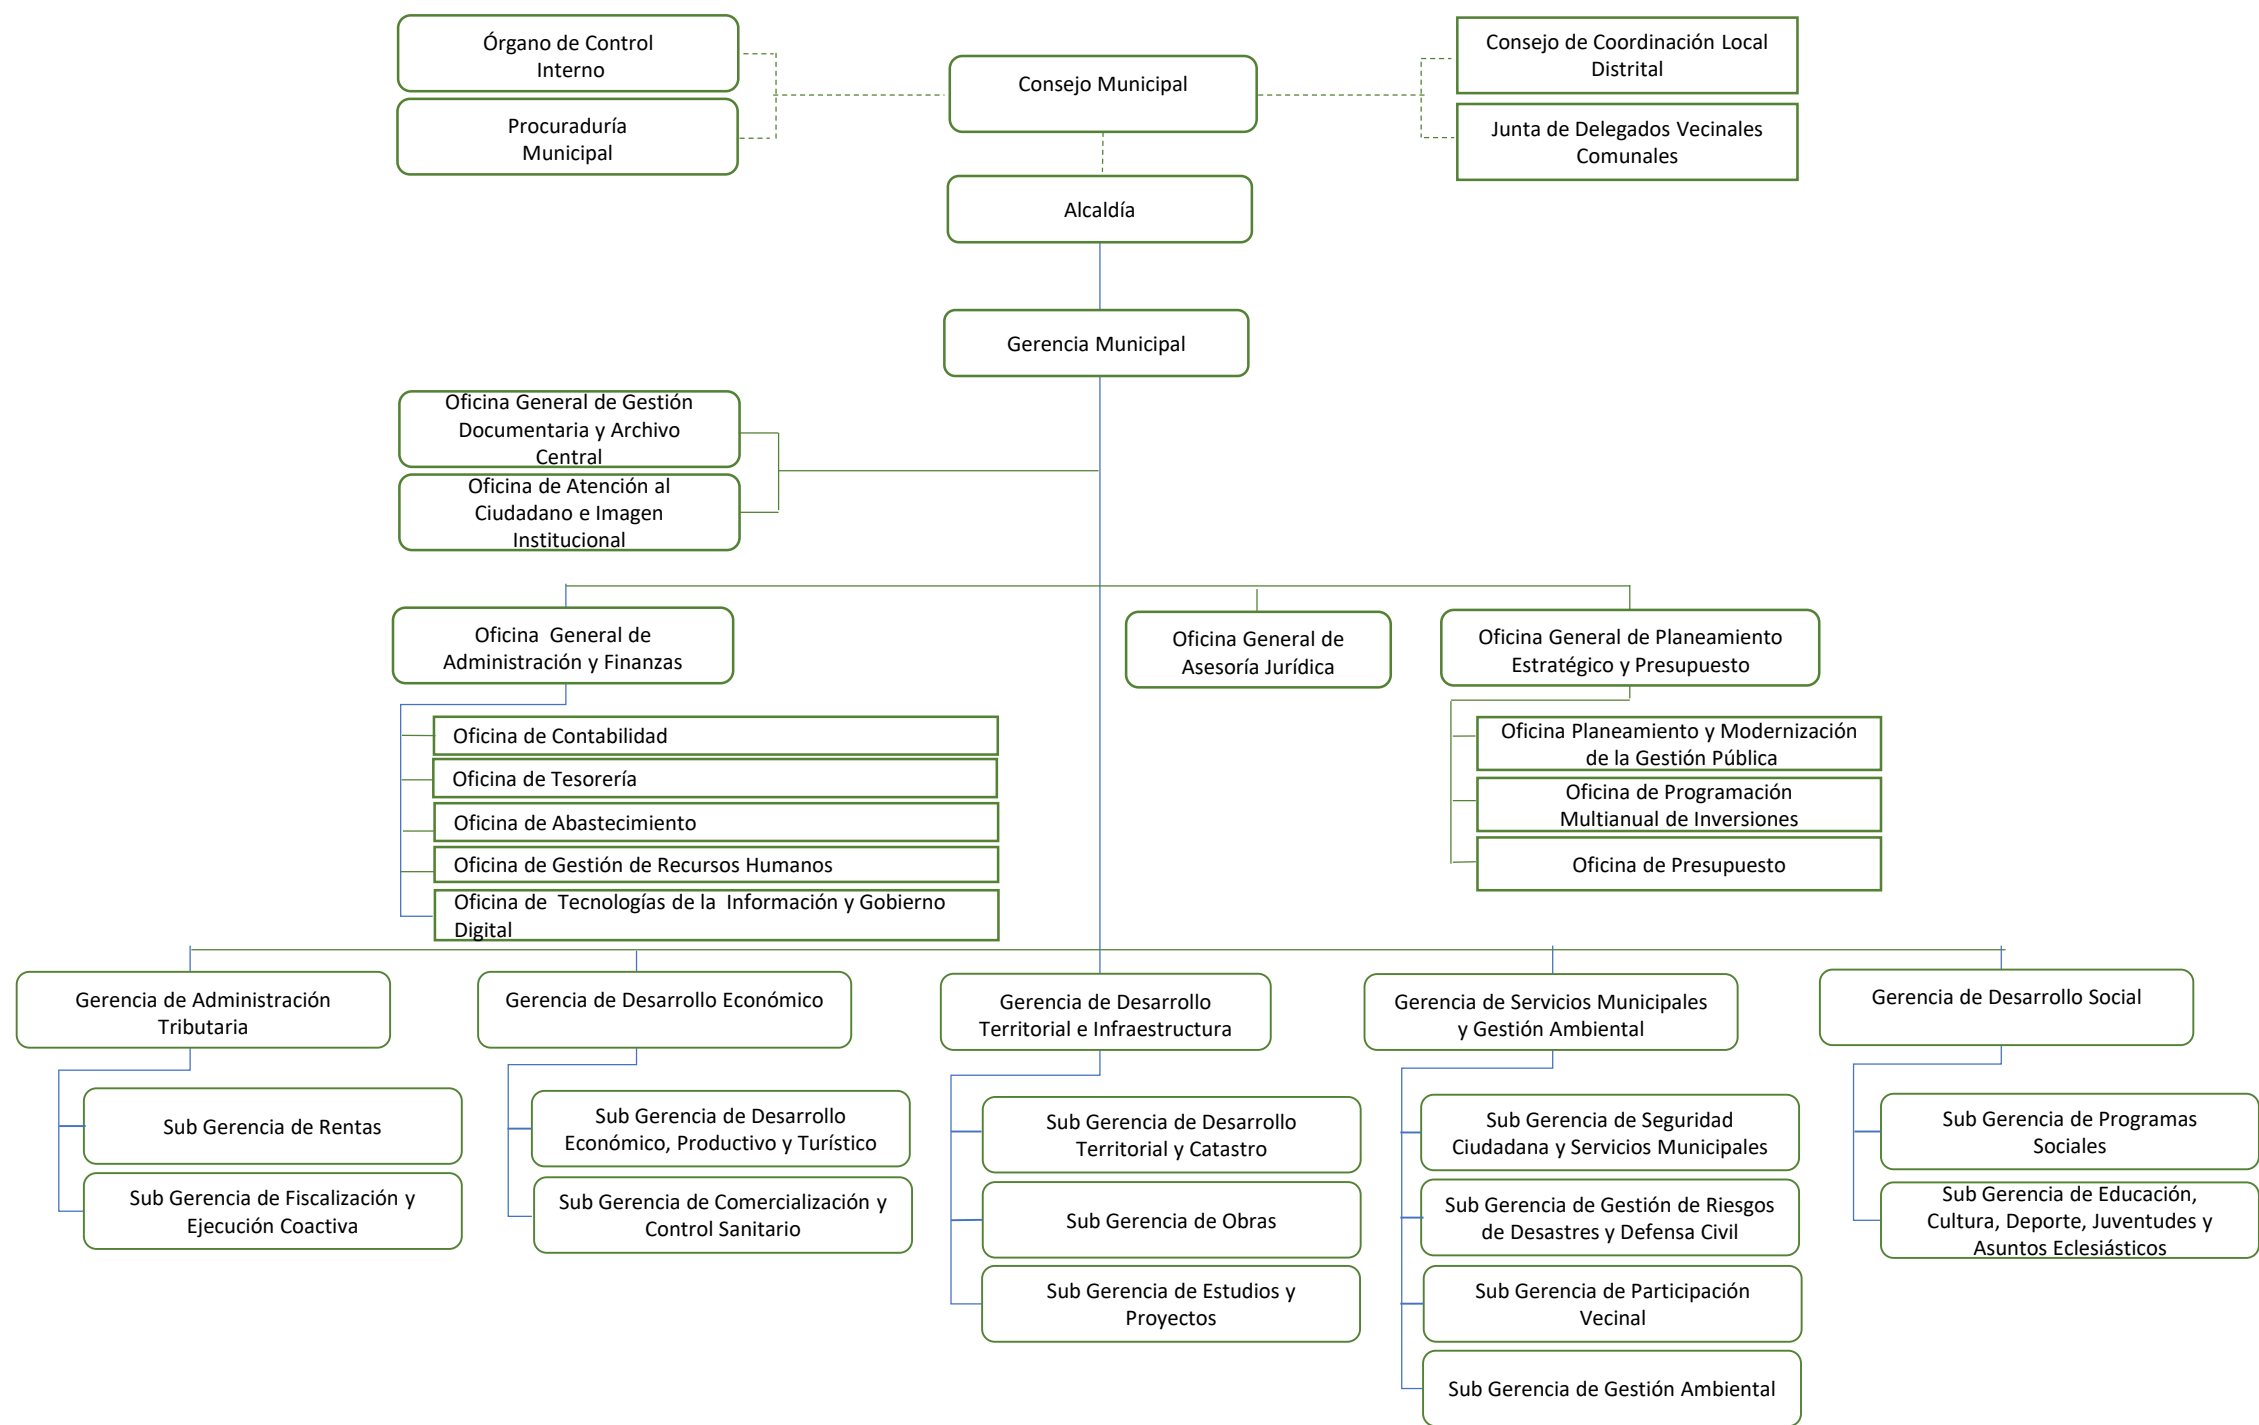 Órgano de Control
Interno
Procuraduría
Municipal
Consejo Municipal
Consejo de Coordinación Local
Distrital
Junta de Delegados Vecinales
Comunales
Alcaldía
Gerencia Municipal
Oficina General de Gestión
Documentaria y Archivo
Central
Oficina de Atención al
Ciudadano e Imagen
Institucional
Oficina General de
Administración y Finanzas
Oficina General de
Asesoría Jurídica
Oficina General de Planeamiento
Estratégico y Presupuesto
Oficina de Contabilidad
Oficina de Tesorería
Oficina de Abastecimiento
Oficina de Gestión de Recursos Humanos
Oficina de Tecnologías de la Información y Gobierno
Digital
Oficina Planeamiento y Modernización
de la Gestión Pública
Oficina de Programación
Multianual de Inversiones
Oficina de Presupuesto
Gerencia de Administración
Tributaria
Gerencia de Desarrollo Económico
Gerencia de Desarrollo
Territorial e Infraestructura
Gerencia de Servicios Municipales
y Gestión Ambiental
Gerencia de Desarrollo Social
Sub Gerencia de Rentas
Sub Gerencia de Fiscalización y
Ejecución Coactiva
Sub Gerencia de Desarrollo
Económico, Productivo y Turístico
Sub Gerencia de Comercialización y
Control Sanitario
Sub Gerencia de Desarrollo
Territorial y Catastro
Sub Gerencia de Obras
Sub Gerencia de Estudios y
Proyectos
Sub Gerencia de Seguridad
Ciudadana y Servicios Municipales
Sub Gerencia de Gestión de Riesgos
de Desastres y Defensa Civil
Sub Gerencia de Participación
Vecinal
Sub Gerencia de Gestión Ambiental
Sub Gerencia de Programas
Sociales
Sub Gerencia de Educación,
Cultura, Deporte, Juventudes y
Asuntos Eclesiásticos